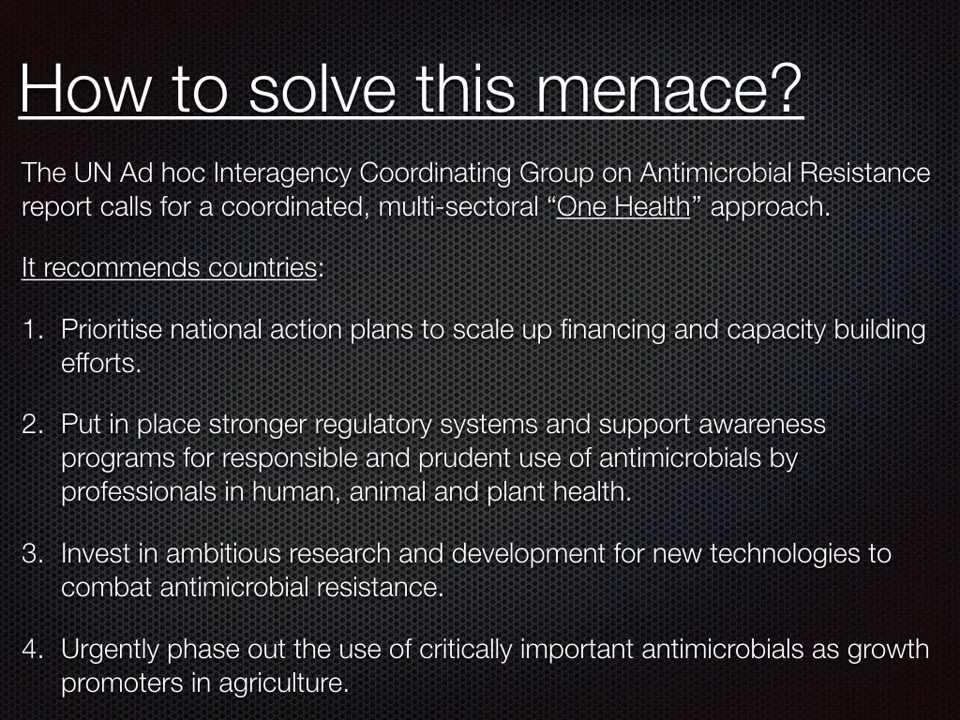 How to solve this menace?
The UN Ad hoc Interagency Coordinating Group on Antimicrobial Resistance
report calls for a coordinated, multi-sectoral “One Health” approach.
It recommends countries:
1. Prioritise national action plans to scale up financing and capacity building
efforts.
2. Put in place stronger regulatory systems and support awareness
programs for responsible and prudent use of antimicrobials by
professionals in human, animal and plant health.
3. Invest in ambitious research and development for new technologies to
combat antimicrobial resistance.
4. Urgently phase out the use of critically important antimicrobials as growth
promoters in agriculture.